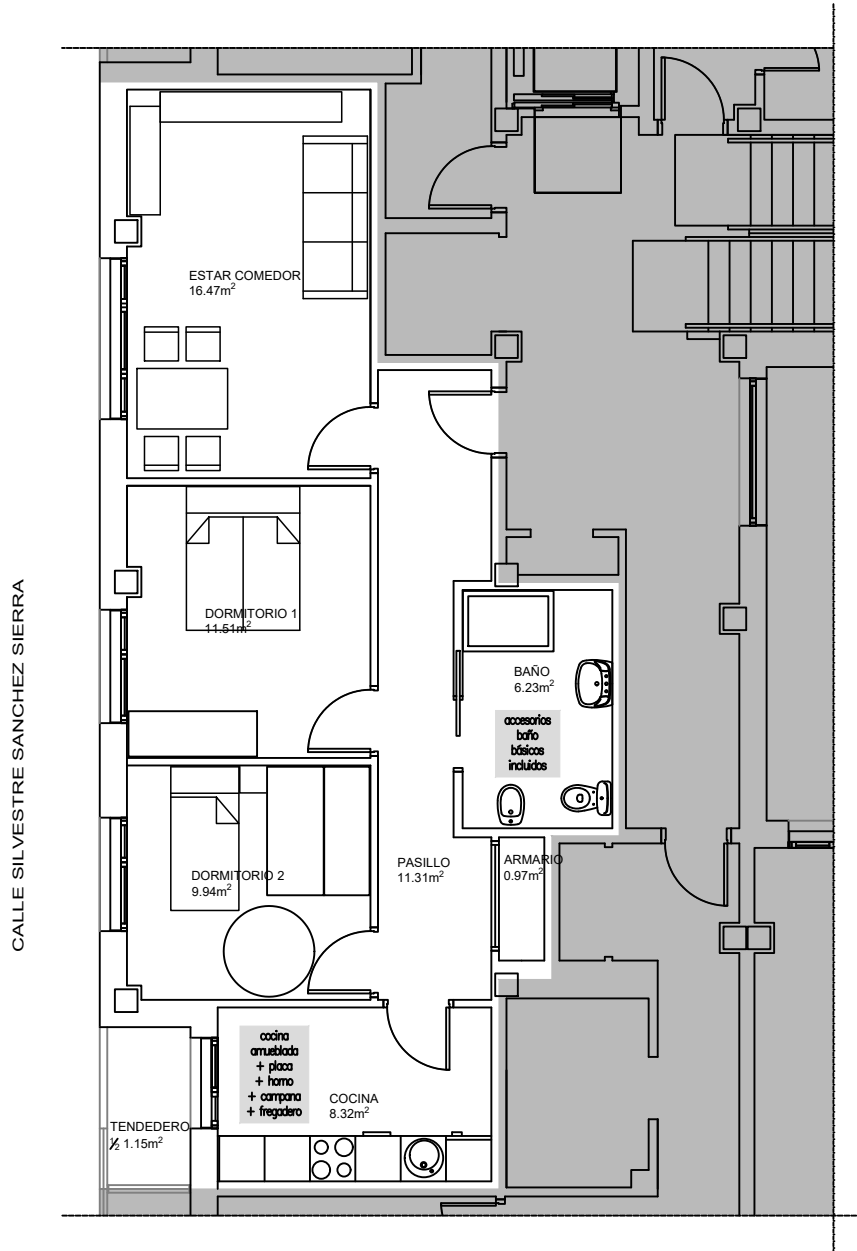 CALLE SILVESTRE SANCHEZ SIERRA
ESTAR COMEDOR
16.47m²
DORMITORIO 1
11.51m²
BAÑO
6.23m²
accesorios
baño
básicos
incluidos
DORMITORIO 2
9.94m²
PASILLO
11.31m²
ARMARIO
0.97m²
cocina
amueblada
+ placa
+ horno
+ campana
+ fregadero
COCINA
8.32m²
TENDEDERO
½ 1.15m²